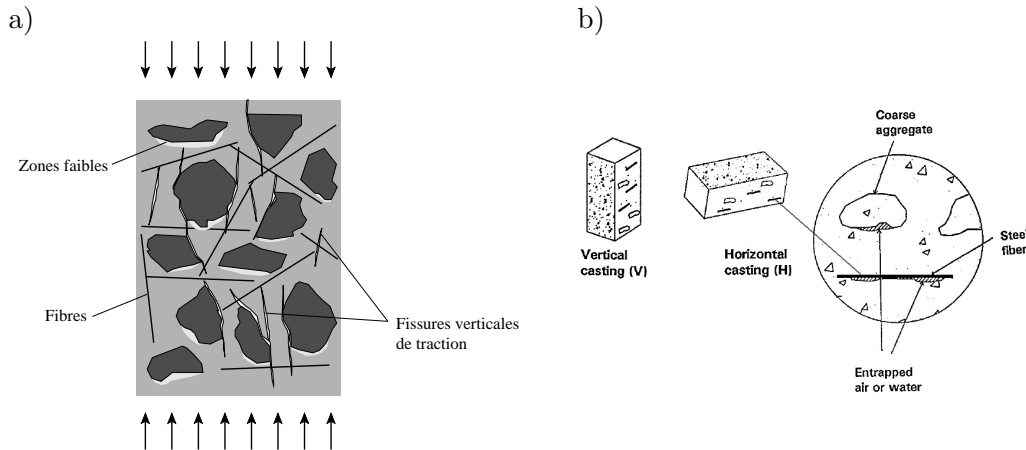 a)
b)
Zones faibles
Fibres
Fissures verticales
de traction
Coarse
aggregate
Vertical
casting (V)
Horizontal
casting (H)
Steel
fiber
Entrapped
air or water